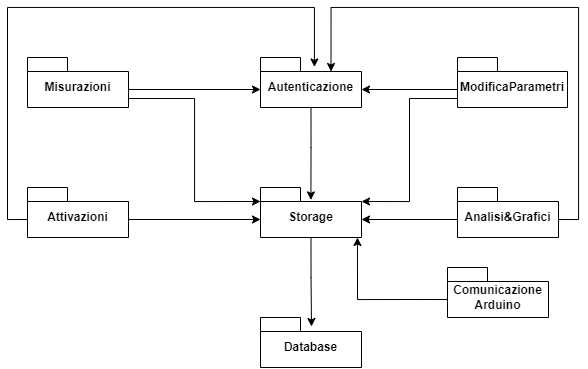 Misurazioni
Autenticazione
ModificaParametri
Attivazioni
Storage
Analisi&Grafici
Comunicazione
Arduino
Database